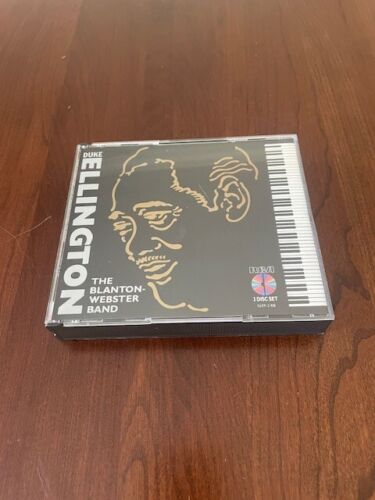 DUKE
ELLINGTON
THE
BLANTON-
WEBSTER
BAND
RCA
3 DISC SET